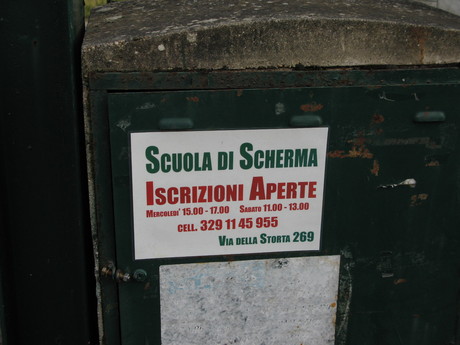 Scuola di Scherma
Iscrizioni Aperte
Mercoledi' 15.00 - 17.00 Sabato 11.00 - 13.00
cell. 329 11 45 955
Via della Storta 269